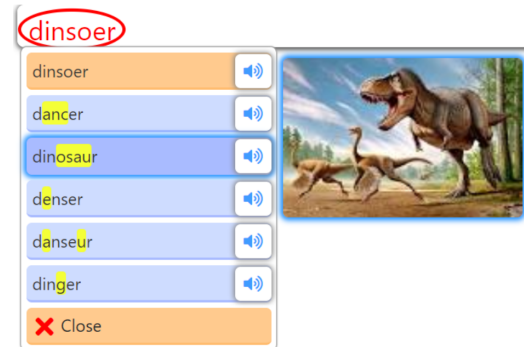 dinsoer
dinsoer
dancer
dinosaur
denser
danseur
dinger
Close